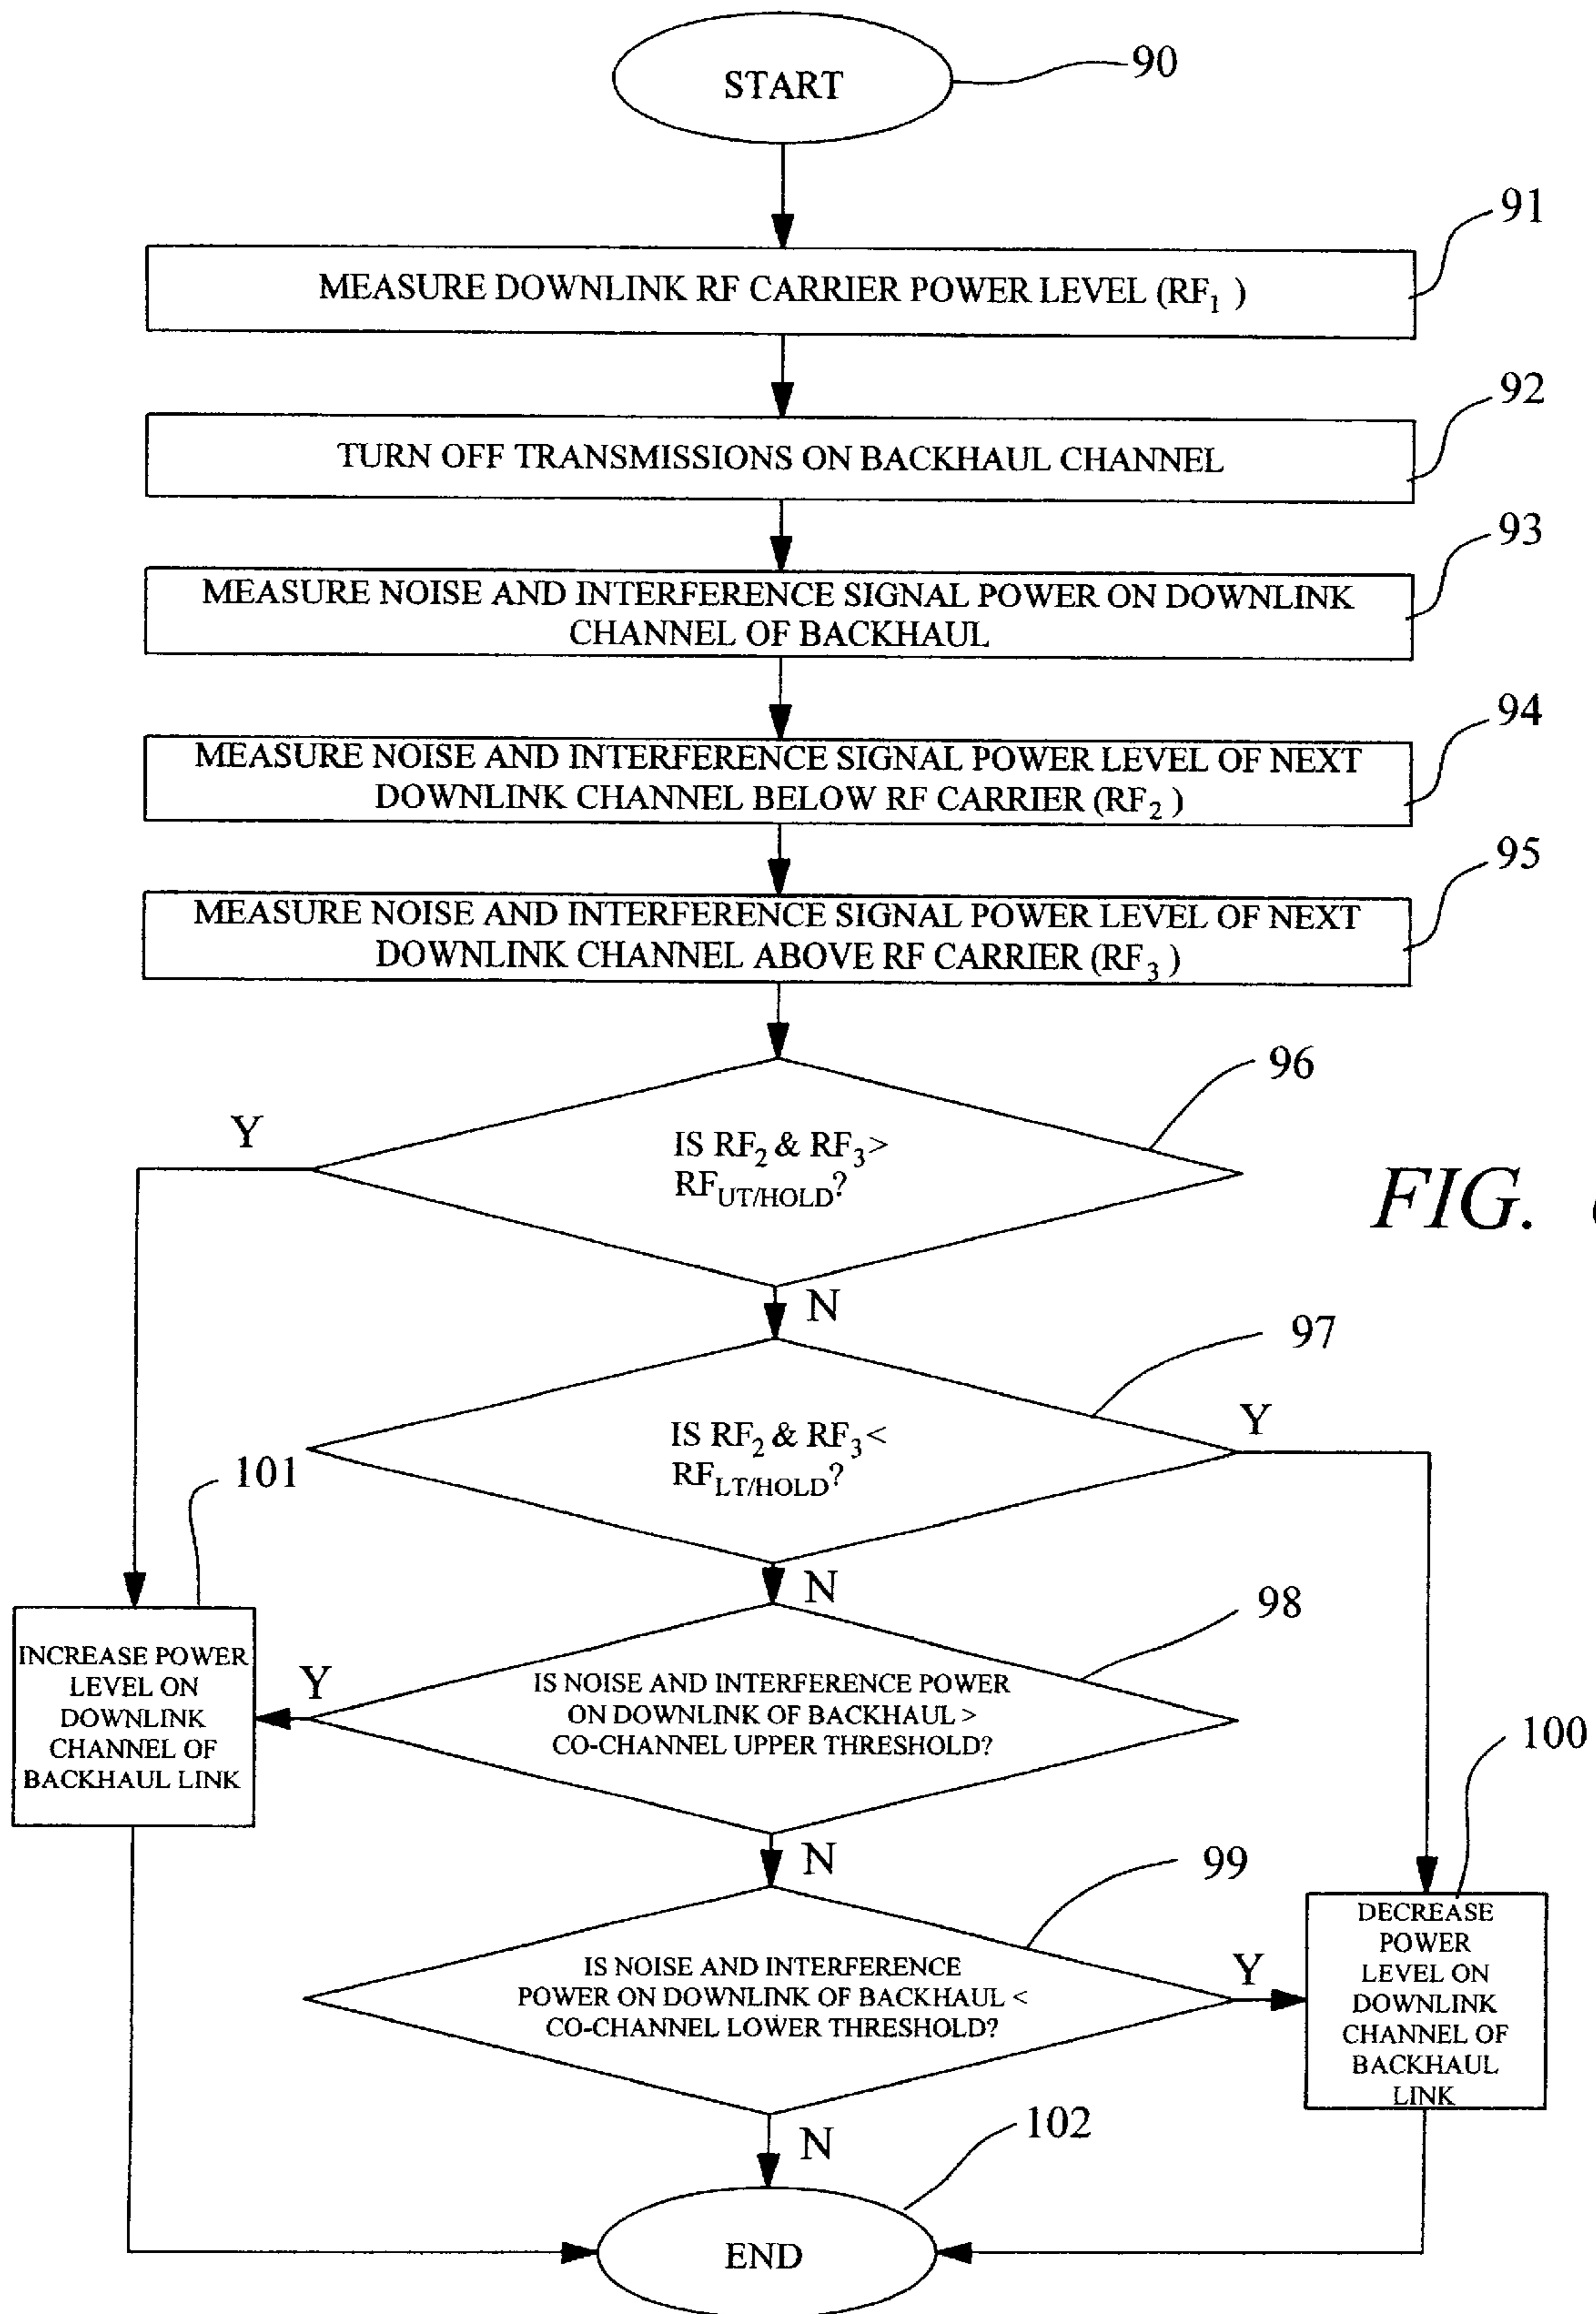 START
90
91
MEASURE DOWNLINK RF CARRIER POWER LEVEL (RF₁ )
92
TURN OFF TRANSMISSIONS ON BACKHAUL CHANNEL
93
MEASURE NOISE AND INTERFERENCE SIGNAL POWER ON DOWNLINK
CHANNEL OF BACKHAUL
94
MEASURE NOISE AND INTERFERENCE SIGNAL POWER LEVEL OF NEXT
DOWNLINK CHANNEL BELOW RF CARRIER (RF₂ )
95
MEASURE NOISE AND INTERFERENCE SIGNAL POWER LEVEL OF NEXT
DOWNLINK CHANNEL ABOVE RF CARRIER (RF₃ )
96
Y
IS RF₂ & RF₃>
RF_UT/HOLD?
FIG.
N
97
Y
IS RF₂ & RF₃<
RF_LT/HOLD?
101
N
98
INCREASE POWER
LEVEL ON
DOWNLINK
CHANNEL OF
BACKHAUL LINK
Y
IS NOISE AND INTERFERENCE POWER
ON DOWNLINK OF BACKHAUL >
CO-CHANNEL UPPER THRESHOLD?
100
N
99
IS NOISE AND INTERFERENCE
POWER ON DOWNLINK OF BACKHAUL <
CO-CHANNEL LOWER THRESHOLD?
Y
DECREASE
POWER
LEVEL ON
DOWNLINK
CHANNEL OF
BACKHAUL
LINK
N
102
END